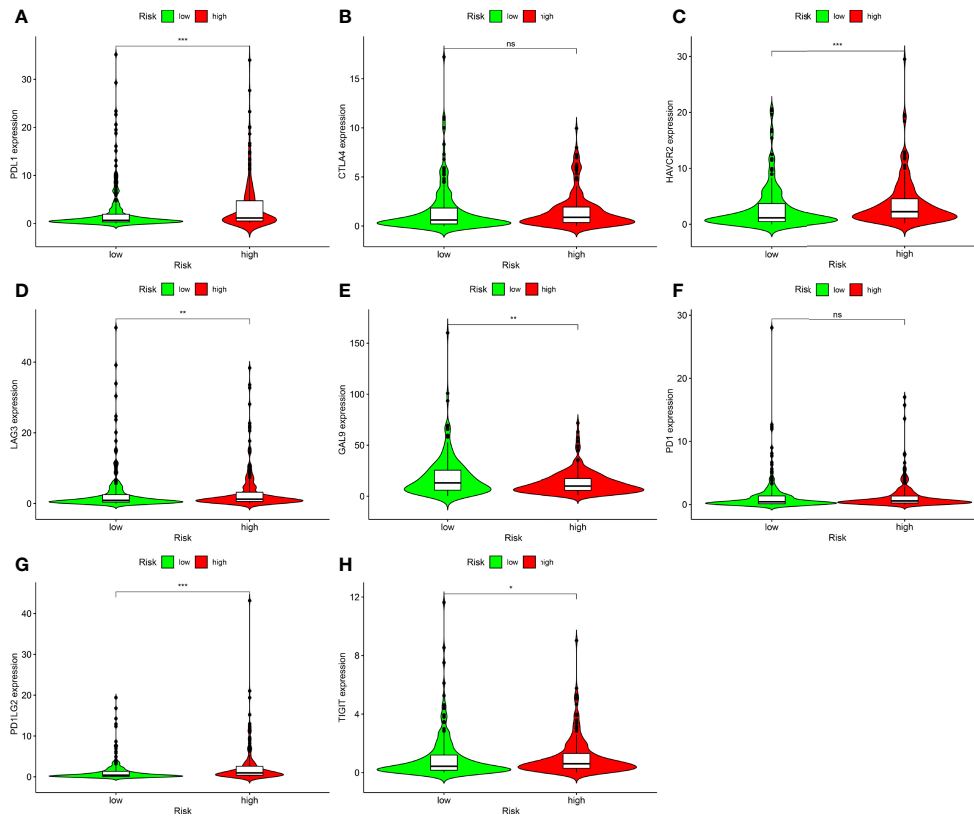 A
Risk low high
***
30
20
10
0
PDL1 expression
low high
Risk
B
Risk low high
ns
15
10
5
0
CTLA4 expression
low high
Risk
C
Risk low high
***
30
20
10
0
HAVCR2 expression
low high
Risk
D
Risk low high
**
40
20
0
LAG3 expression
low high
Risk
E
Risk low high
**
150
100
50
0
GAL9 expression
low high
Risk
F
Risk low high
ns
30
20
10
0
PD1 expression
low high
Risk
G
Risk low high
***
40
30
20
10
0
PD1LG2 expression
low high
Risk
H
Risk low high
*
12
8
4
0
TIGIT expression
low high
Risk